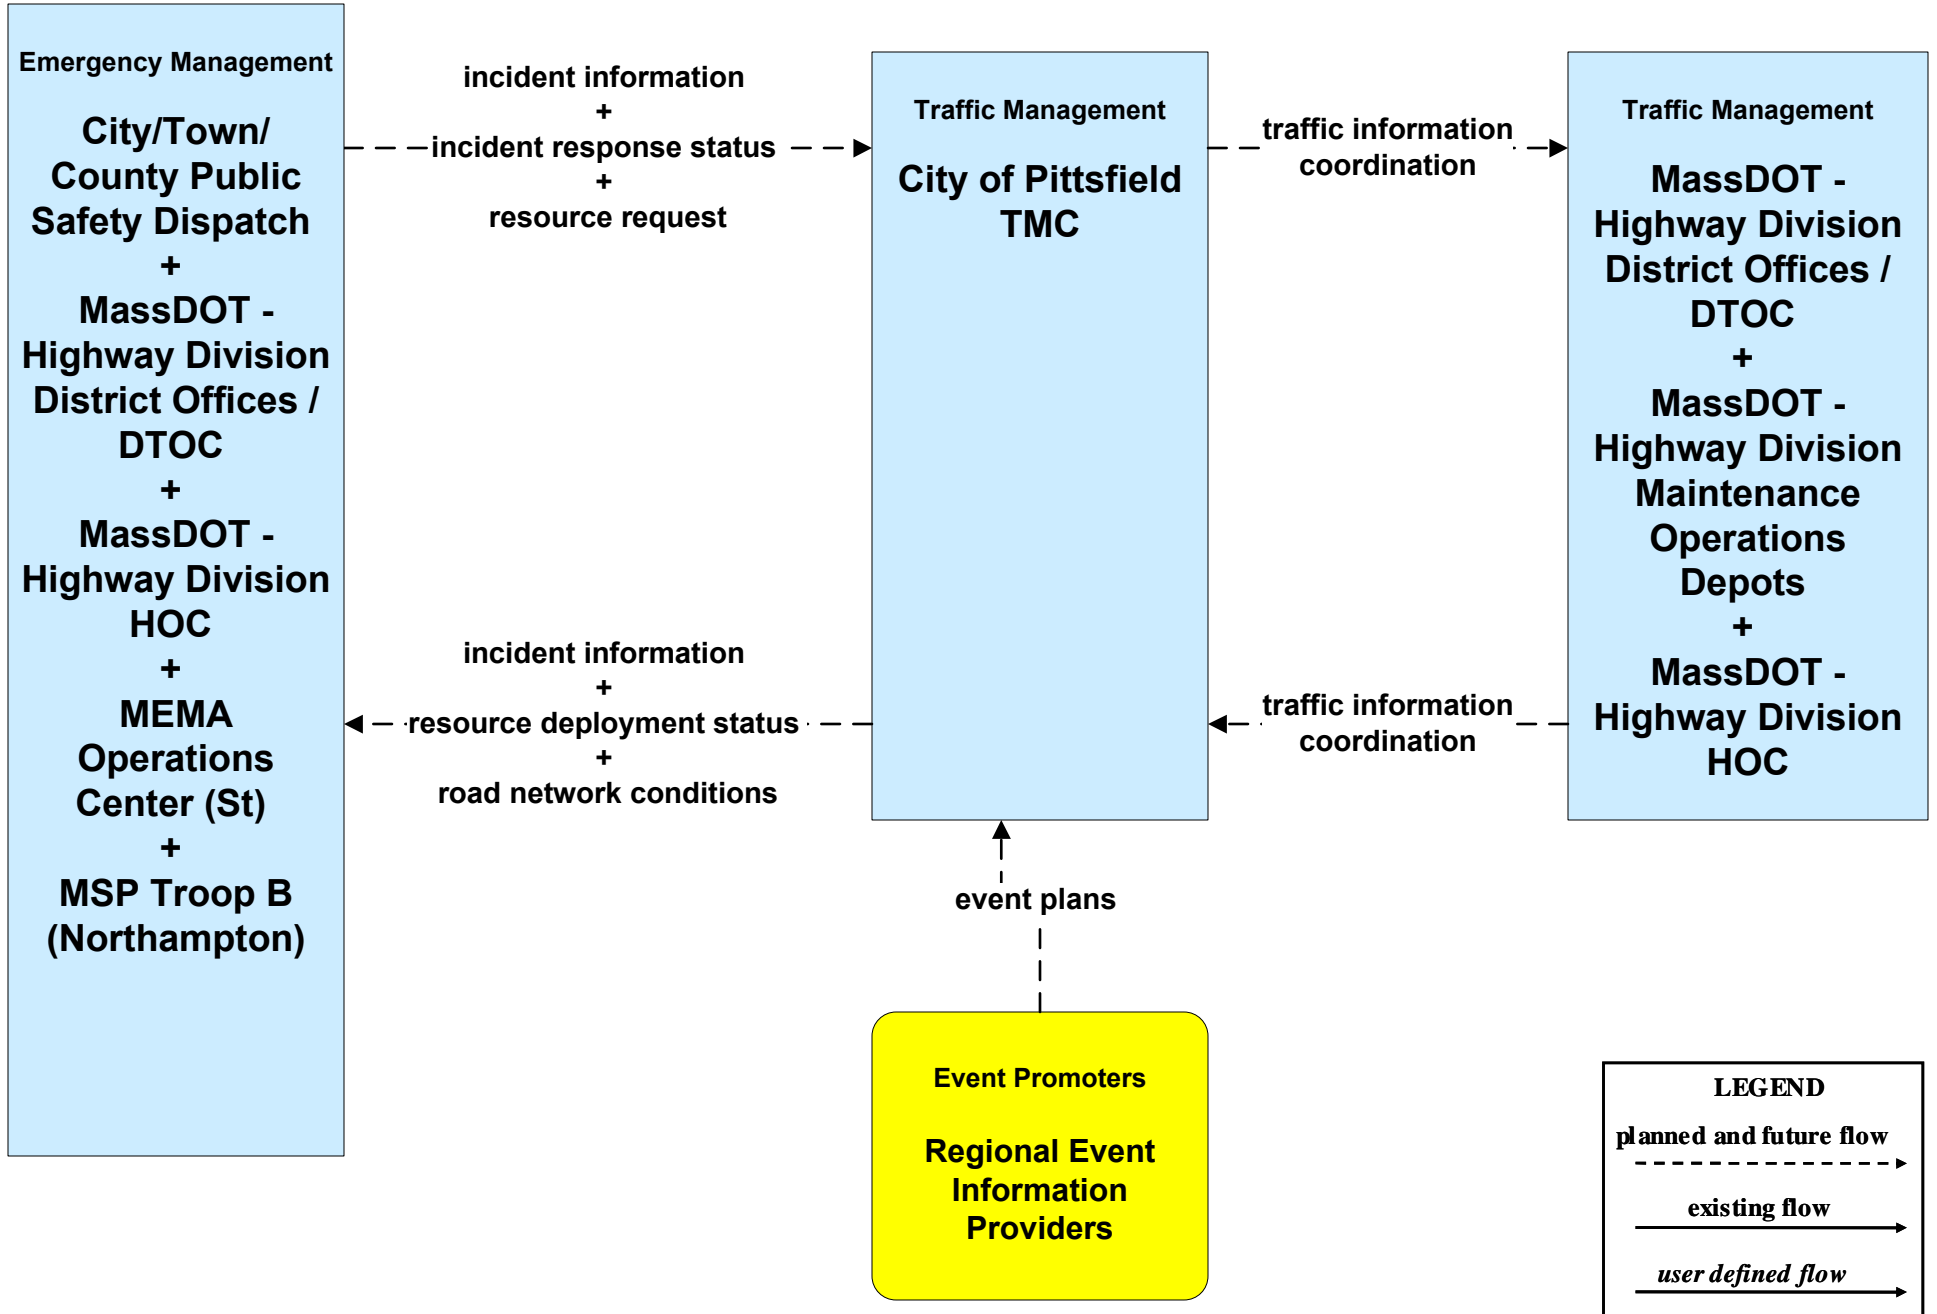 Emergency Management
City/Town/
County Public
Safety Dispatch
+
MassDOT -
Highway Division
District Offices /
DTOC
+
MassDOT -
Highway Division
HOC
+
MEMA
Operations
Center (St)
+
MSP Troop B
(Northampton)
incident information
+
incident response status
+
resource request
incident information
+
resource deployment status
+
road network conditions
Traffic Management
City of Pittsfield
TMC
traffic information
coordination
traffic information
coordination
Traffic Management
MassDOT -
Highway Division
District Offices /
DTOC
+
MassDOT -
Highway Division
Maintenance
Operations
Depots
+
MassDOT -
Highway Division
HOC
event plans
Event Promoters
Regional Event
Information
Providers
LEGEND
planned and future flow
existing flow
user defined flow